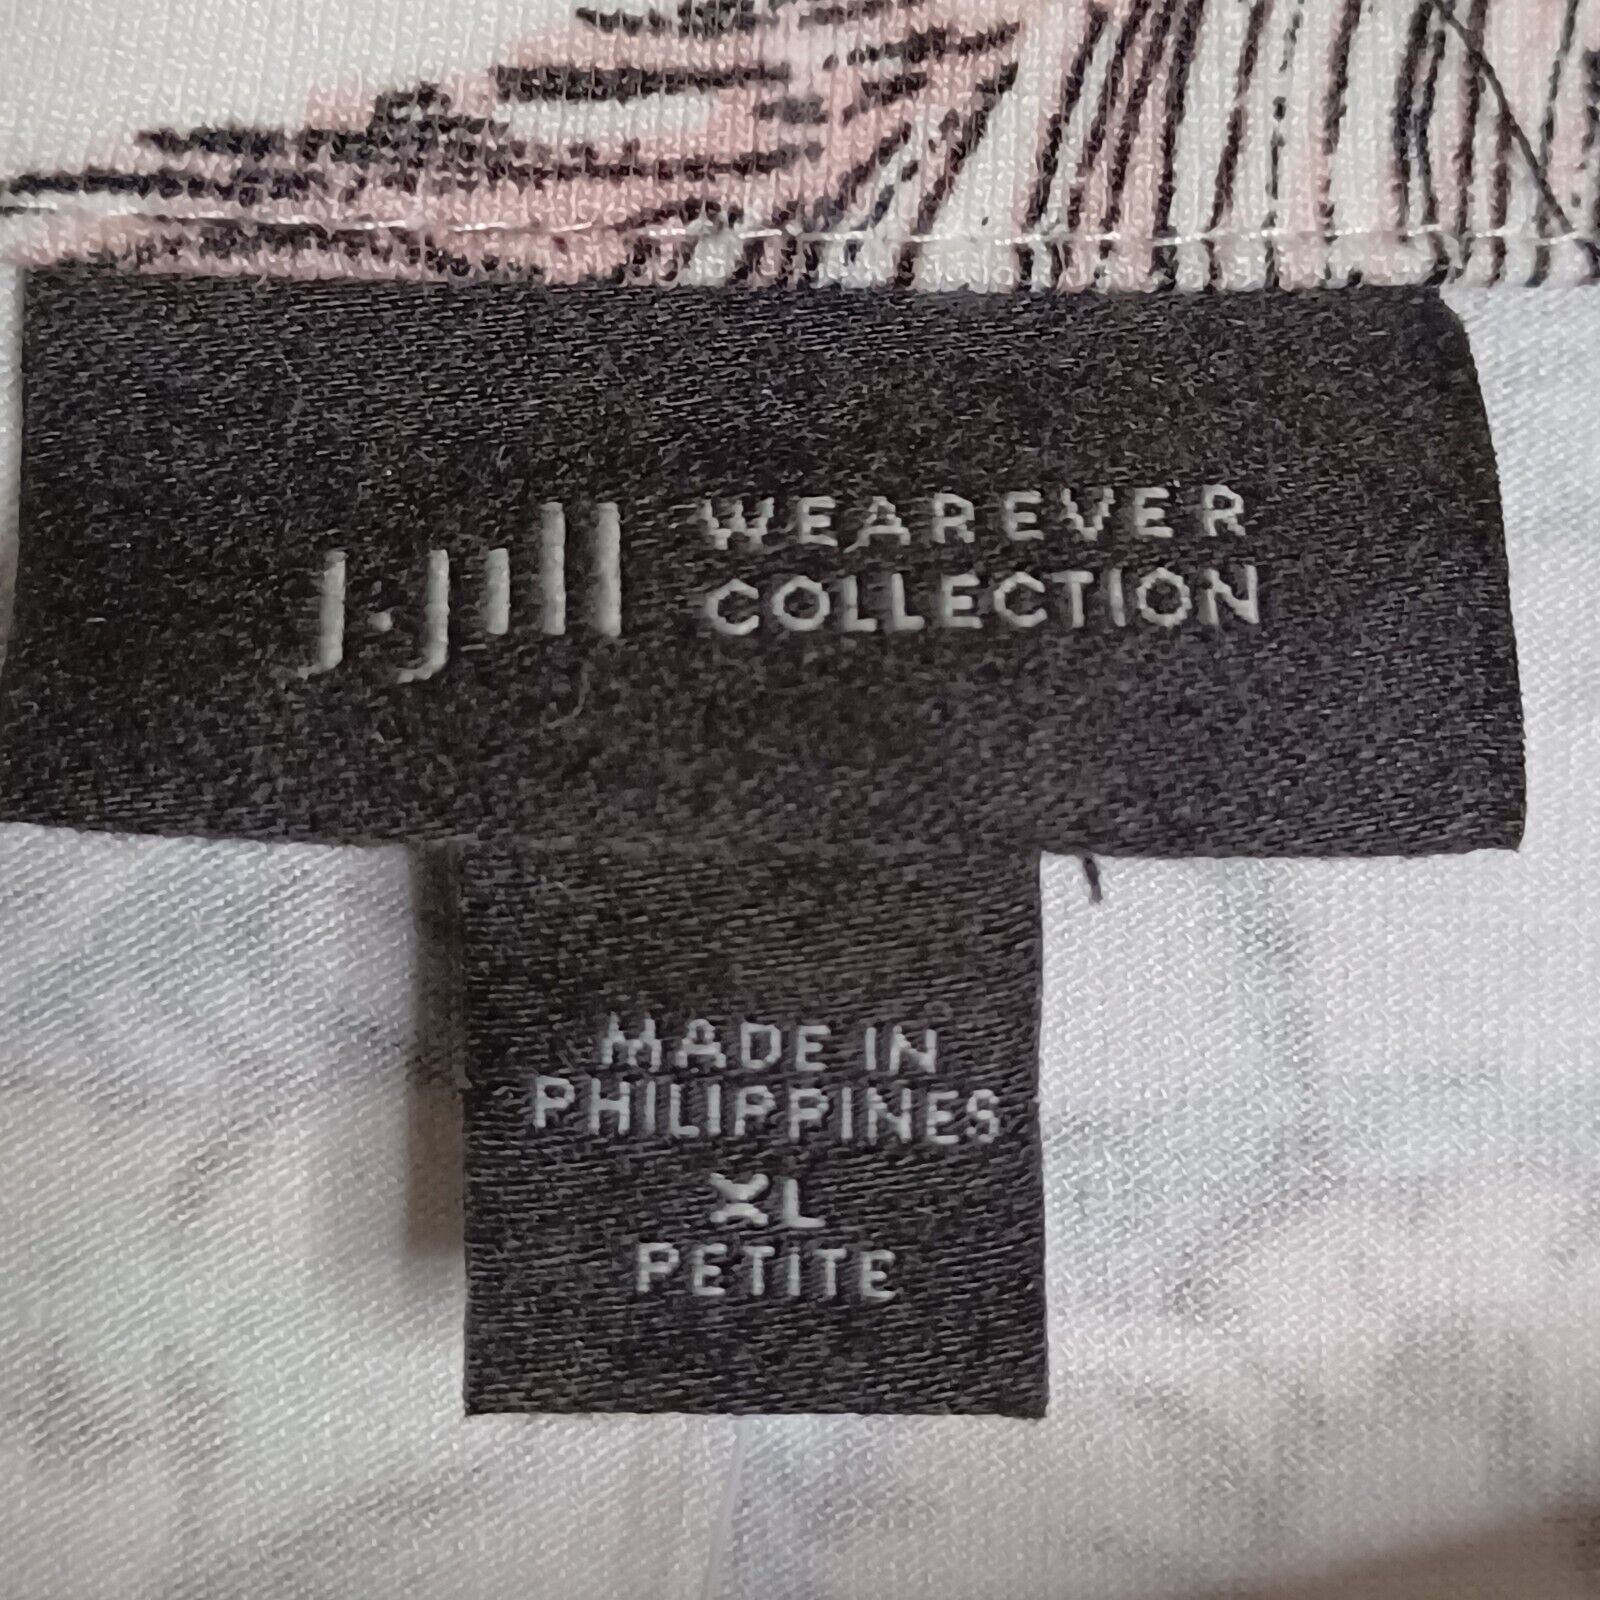 J.Jill WEAREVER
COLLECTION
MADE IN
PHILIPPINES
XL
PETITE